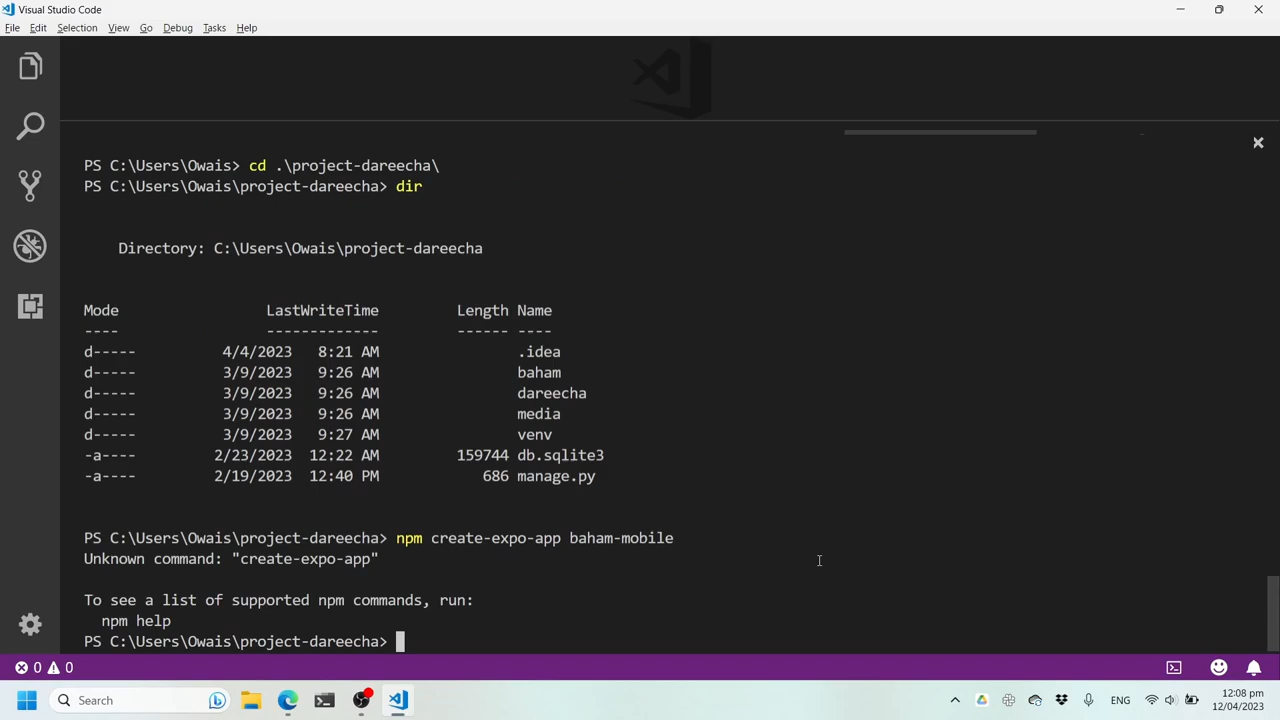 Visual Studio Code
File Edit Selection View Go Debug Tasks Help
PS C:\Users\Owais> cd .\project-dareecha\
PS C:\Users\Owais\project-dareecha> dir
Directory: C:\Users\Owais\project-dareecha
Mode LastWriteTime Length Name
---- ------------- ------ ----
d----- 4/4/2023 8:21 AM .idea
d----- 3/9/2023 9:26 AM baham
d----- 3/9/2023 9:26 AM dareecha
d----- 3/9/2023 9:26 AM media
d----- 3/9/2023 9:27 AM venv
-a---- 2/23/2023 12:22 AM 159744 db.sqlite3
-a---- 2/19/2023 12:40 PM 686 manage.py
PS C:\Users\Owais\project-dareecha> npm create-expo-app baham-mobile
Unknown command: "create-expo-app"
To see a list of supported npm commands, run:
npm help
PS C:\Users\Owais\project-dareecha>
0 0
Search
ENG
12:08 pm
12/04/2023